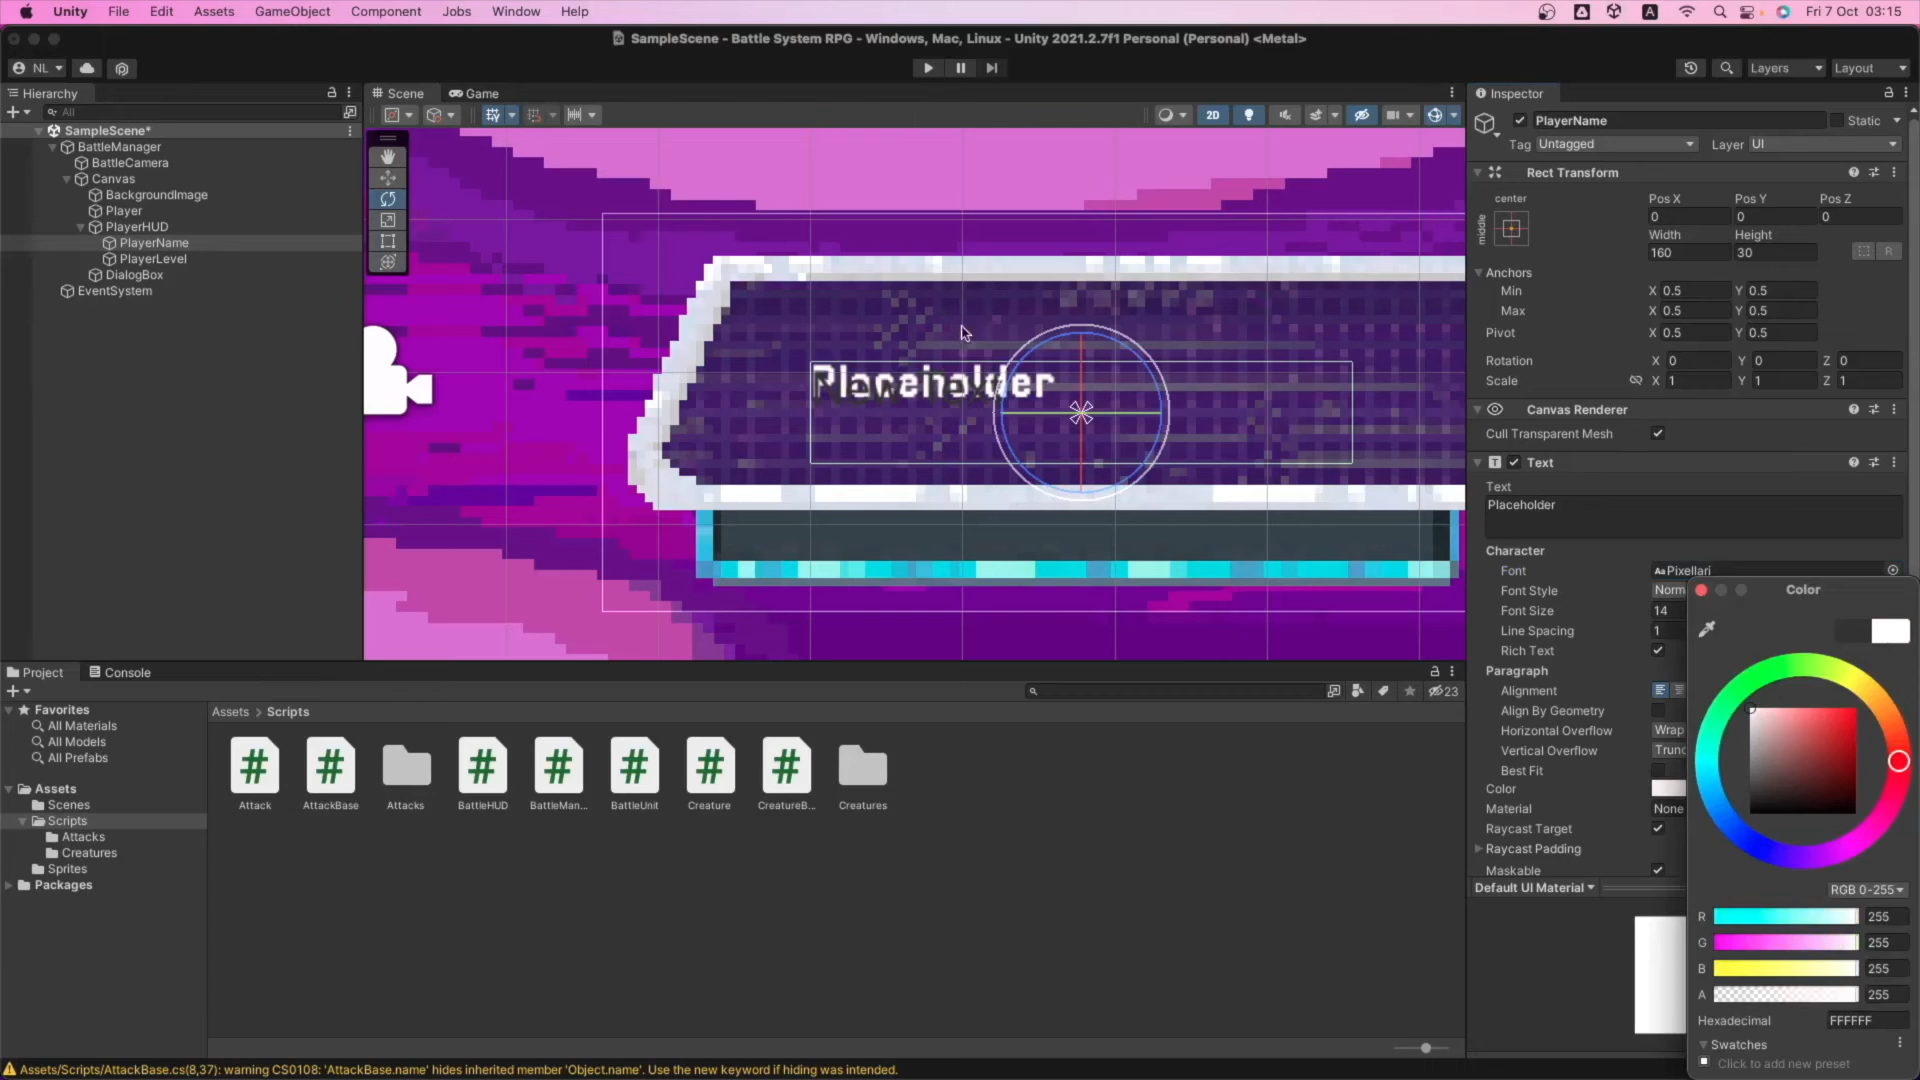 Unity File Edit Assets GameObject Component Jobs Window Help A Fri 7 Oct 03:15
SampleScene - Battle System RPG - Windows, Mac, Linux - Unity 2021.2.7f1 Personal (Personal) <Metal>
NL Layers Layout
Hierarchy
All
SampleScene*
BattleManager
BattleCamera
Canvas
BackgroundImage
Player
PlayerHUD
PlayerName
PlayerLevel
DialogBox
EventSystem
Scene Game
2D
Placeholder
Inspector
PlayerName Static
Tag Untagged Layer UI
Rect Transform
center
middle
Pos X Pos Y Pos Z
0 0 0
Width Height
160 30
R
Anchors
Min X 0.5 Y 0.5
Max X 0.5 Y 0.5
Pivot X 0.5 Y 0.5
Rotation X 0 Y 0 Z 0
Scale X 1 Y 1 Z 1
Canvas Renderer
Cull Transparent Mesh
T Text
Text
Placeholder
Character
Font Aa Pixellari
Font Style Norm
Font Size 14
Line Spacing 1
Rich Text
Paragraph
Alignment
Align By Geometry
Horizontal Overflow Wrap
Vertical Overflow Trunc
Best Fit
Color
Material None
Raycast Target
Raycast Padding
Maskable
Default UI Material
Color
RGB 0-255
R 255
G 255
B 255
A 255
Hexadecimal FFFFFF
Swatches
Click to add new preset
Project Console
23
Favorites
All Materials
All Models
All Prefabs
Assets
Scenes
Scripts
Attacks
Creatures
Sprites
Packages
Assets > Scripts
# # # # # # #
Attack AttackBase Attacks BattleHUD BattleMan... BattleUnit Creature CreatureB... Creatures
Assets/Scripts/AttackBase.cs(8,37): warning CS0108: 'AttackBase.name' hides inherited member 'Object.name'. Use the new keyword if hiding was intended.